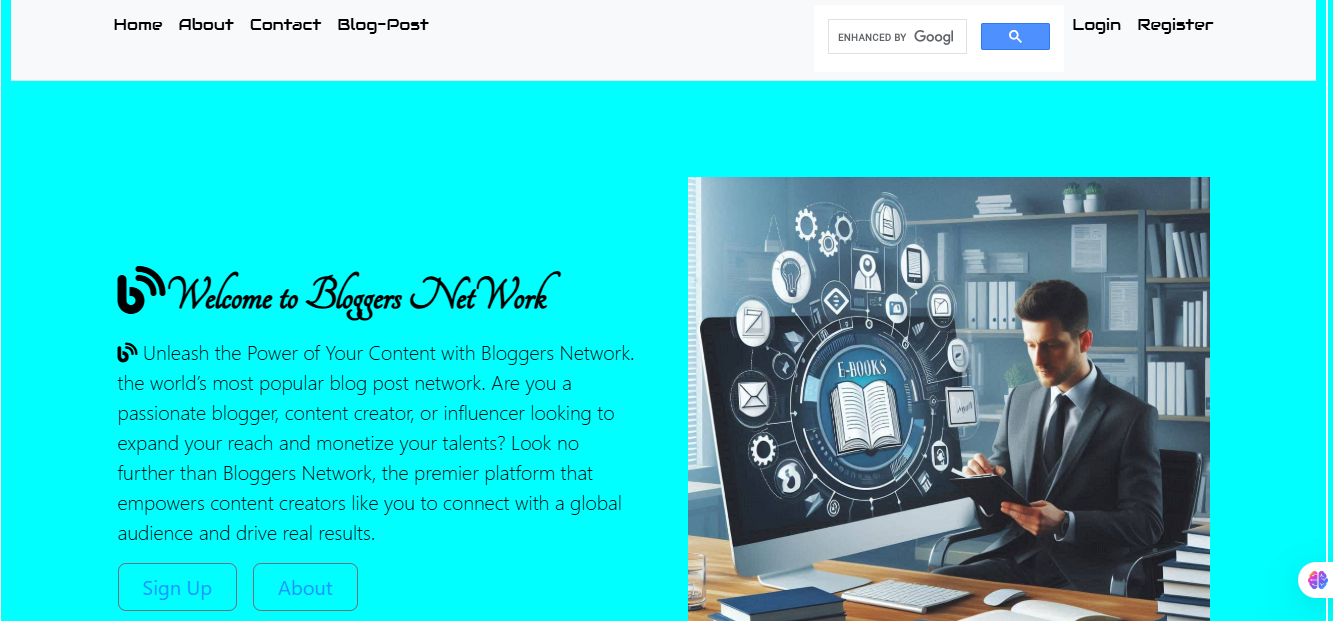 Home About Contact Blog-Post
ENHANCED BY Googl
Login Register
Welcome to Bloggers NetWork
Unleash the Power of Your Content with Bloggers Network.
the world’s most popular blog post network. Are you a
passionate blogger, content creator, or influencer looking to
expand your reach and monetize your talents? Look no
further than Bloggers Network, the premier platform that
empowers content creators like you to connect with a global
audience and drive real results.
Sign Up About
E-BOOKS